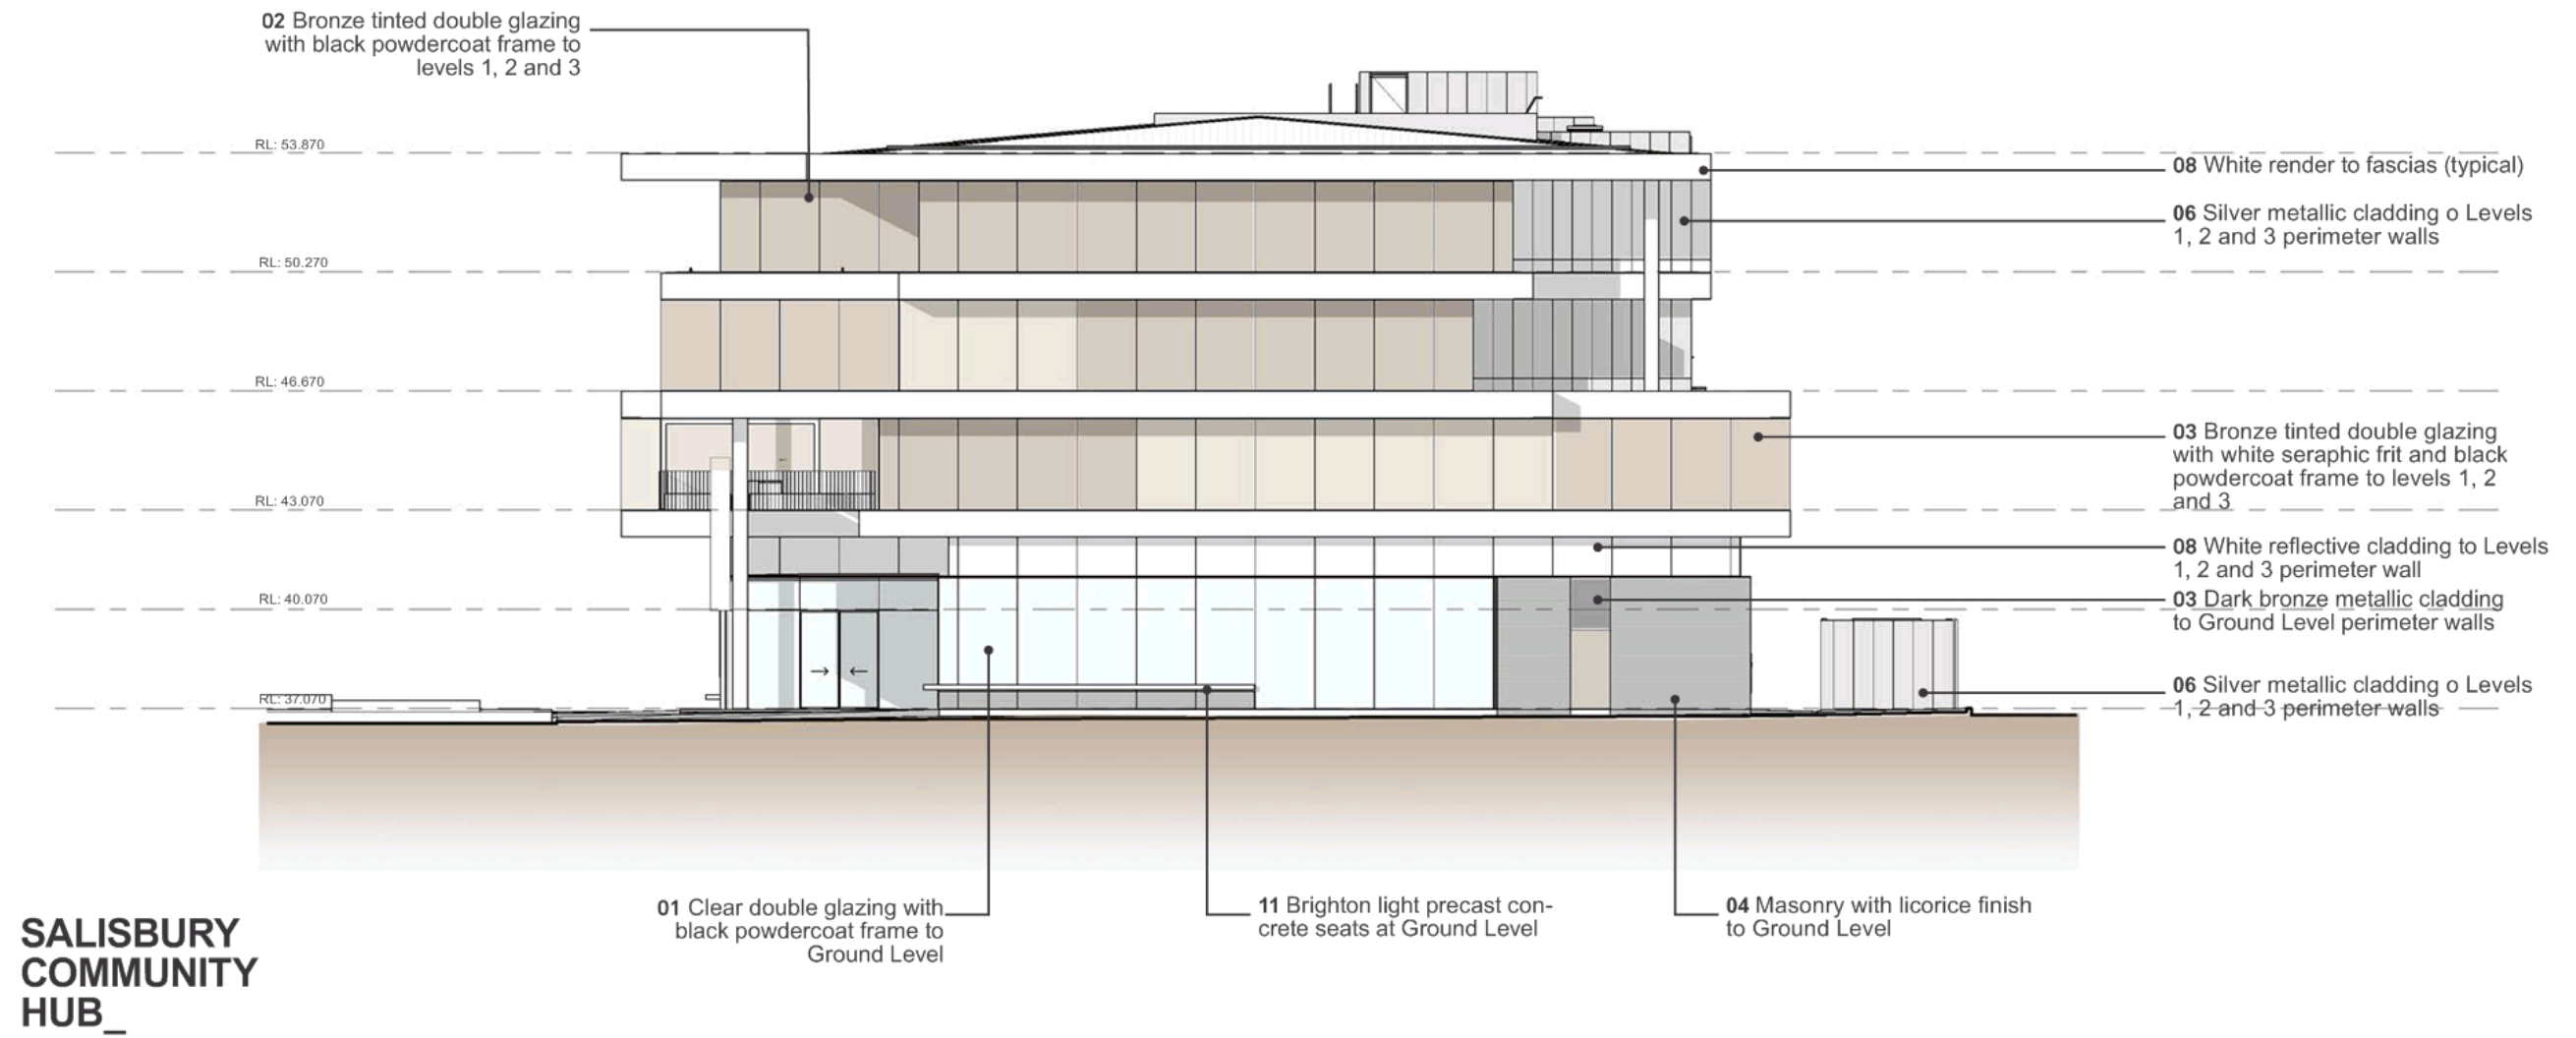 02 Bronze tinted double glazing
with black powdercoat frame to
levels 1, 2 and 3
RL: 53.870
08 White render to fascias (typical)
06 Silver metallic cladding o Levels
1, 2 and 3 perimeter walls
RL: 50.270
RL: 46.670
03 Bronze tinted double glazing
with white seraphic frit and black
powdercoat frame to levels 1, 2
and 3
RL: 43.070
08 White reflective cladding to Levels
1, 2 and 3 perimeter wall
RL: 40.070
03 Dark bronze metallic cladding
to Ground Level perimeter walls
06 Silver metallic cladding o Levels
1, 2 and 3 perimeter walls
RL: 37.070
01 Clear double glazing with
black powdercoat frame to
Ground Level
11 Brighton light precast con-
crete seats at Ground Level
04 Masonry with licorice finish
to Ground Level
SALISBURY
COMMUNITY
HUB_